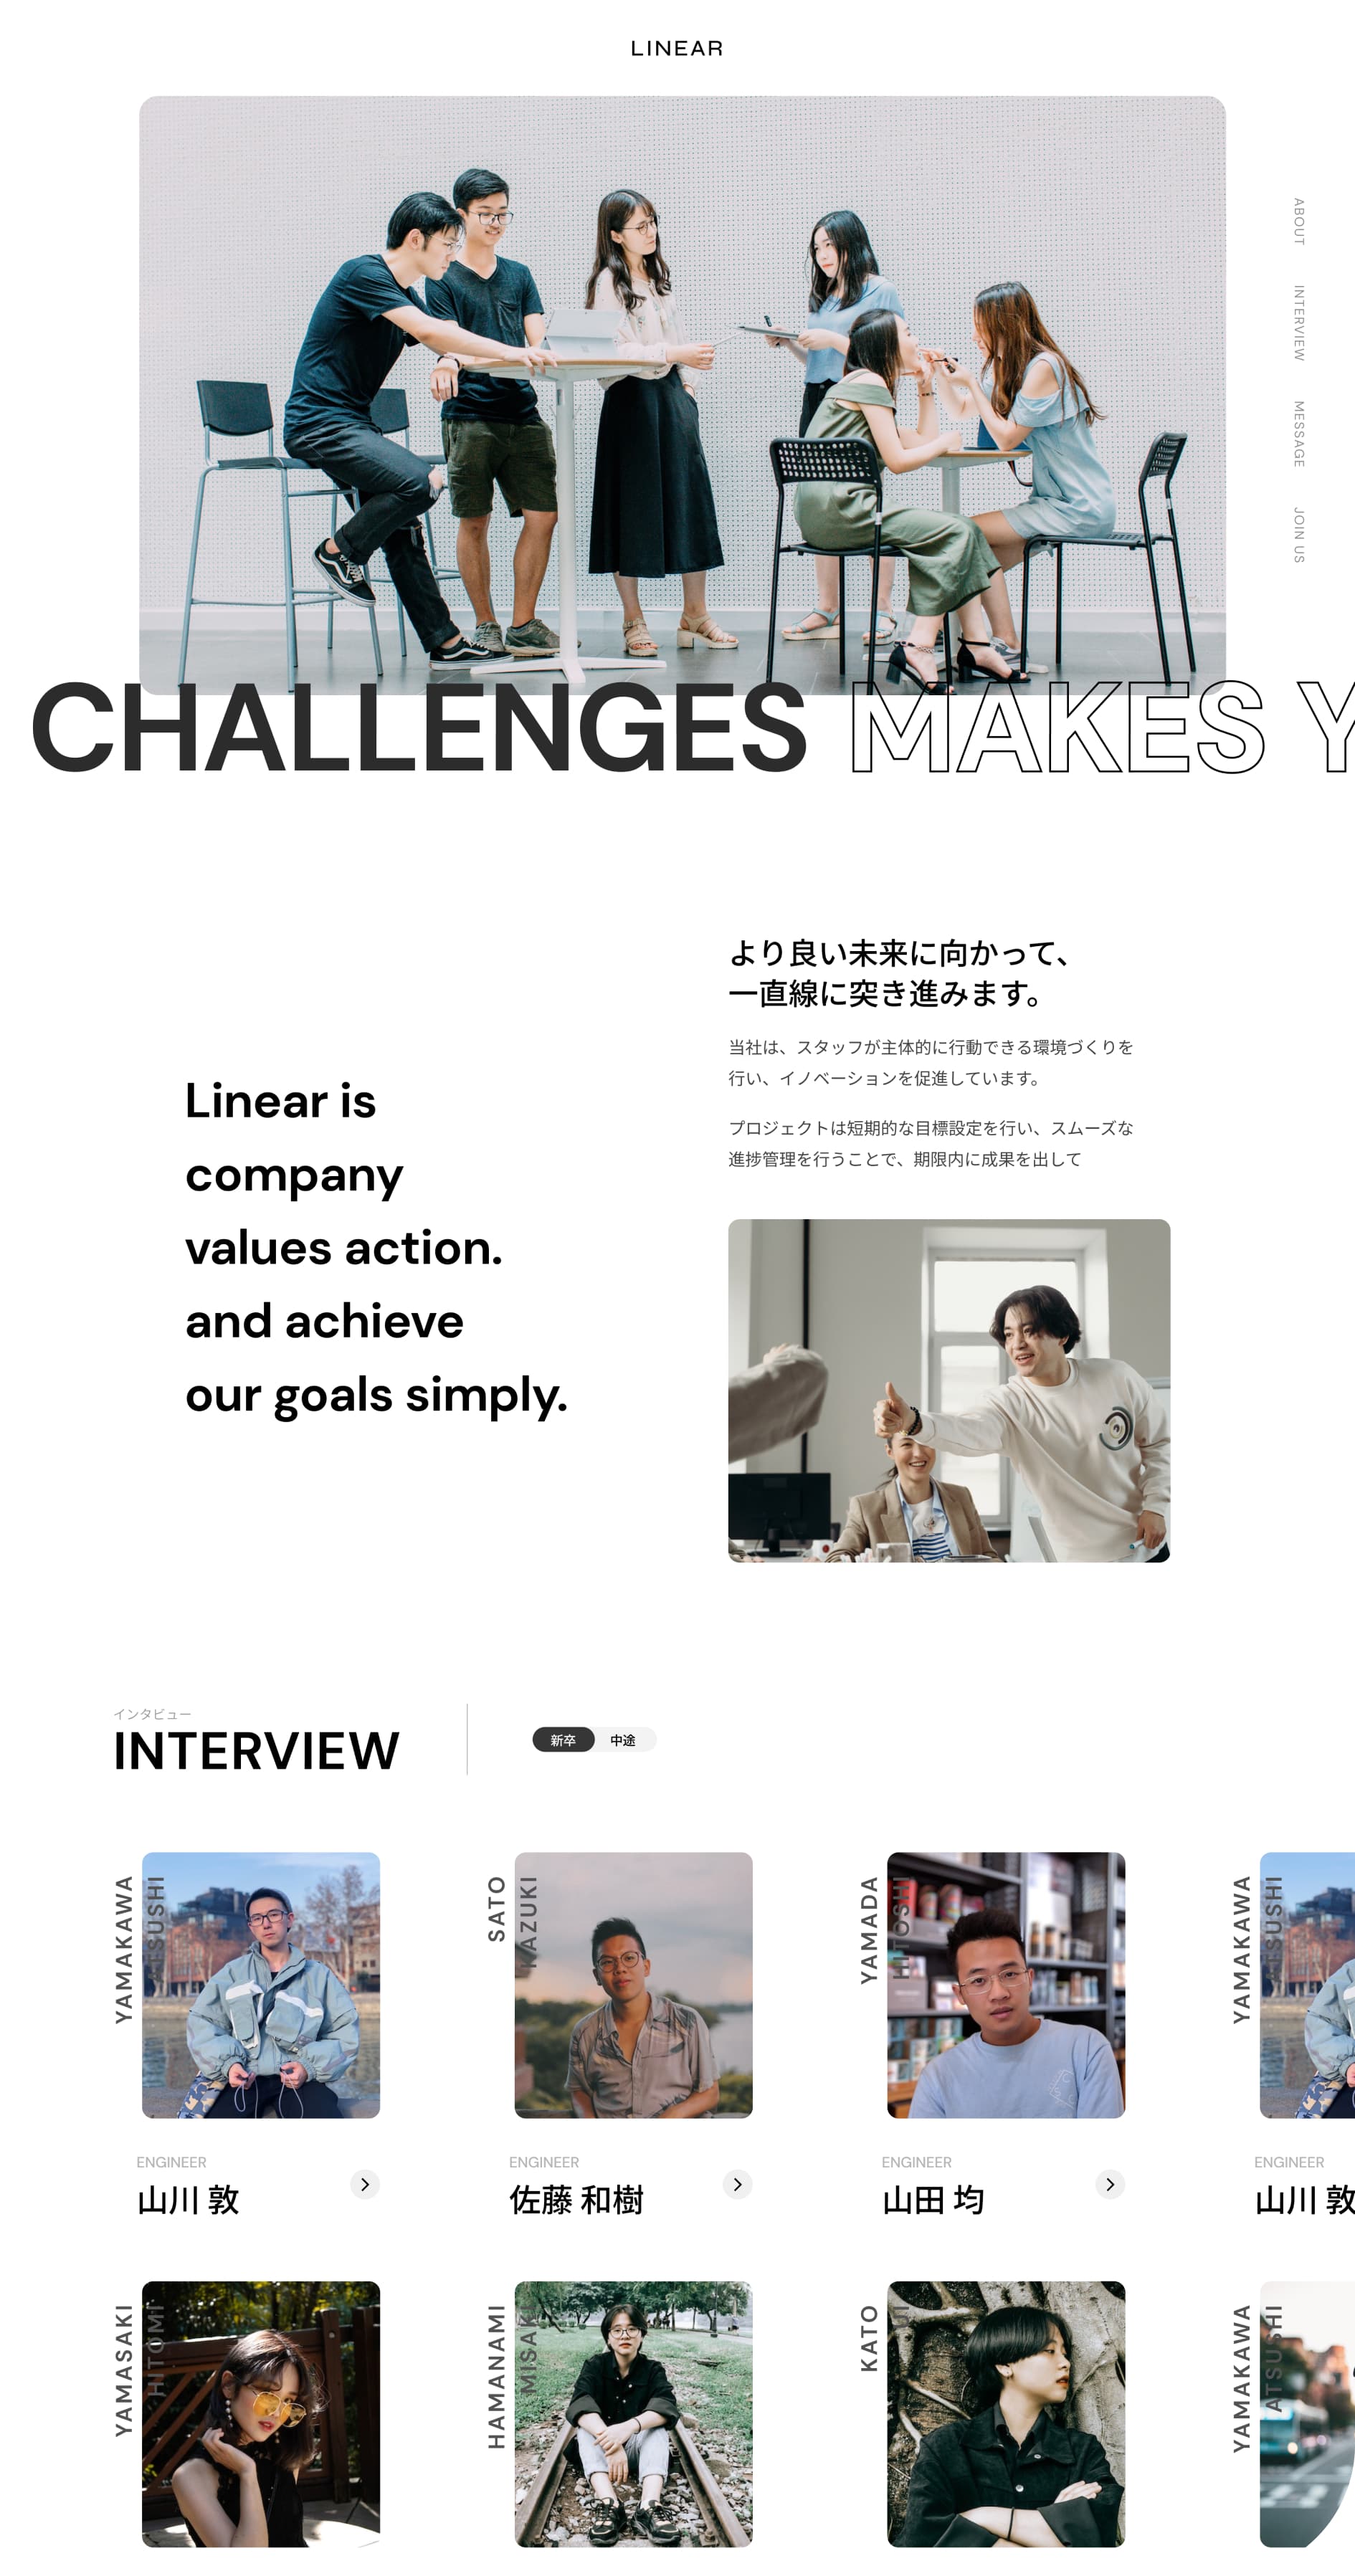 LINEAR
ABOUT
INTERVIEW
MESSAGE
JOIN US
CHALLENGES MAKES Y
より良い未来に向かって、
一直線に突き進みます。
当社は、スタッフが主体的に行動できる環境づくりを
行い、イノベーションを促進しています。
プロジェクトは短期的な目標設定を行い、スムーズな
進捗管理を行うことで、期限内に成果を出して
Linear is
company
values action.
and achieve
our goals simply.
インタビュー
INTERVIEW
新卒
中途
YAMAKAWA
ENGINEER
山川 敦
SATO
KAZUKI
ENGINEER
佐藤 和樹
YAMADA
HITOSHI
ENGINEER
山田 均
YAMAKAWA
ENGINEER
山川 敦
YAMASAKI
HITOMI
HAMANAMI
MISAKI
KATO
YAMAKAWA
ATSUSHI